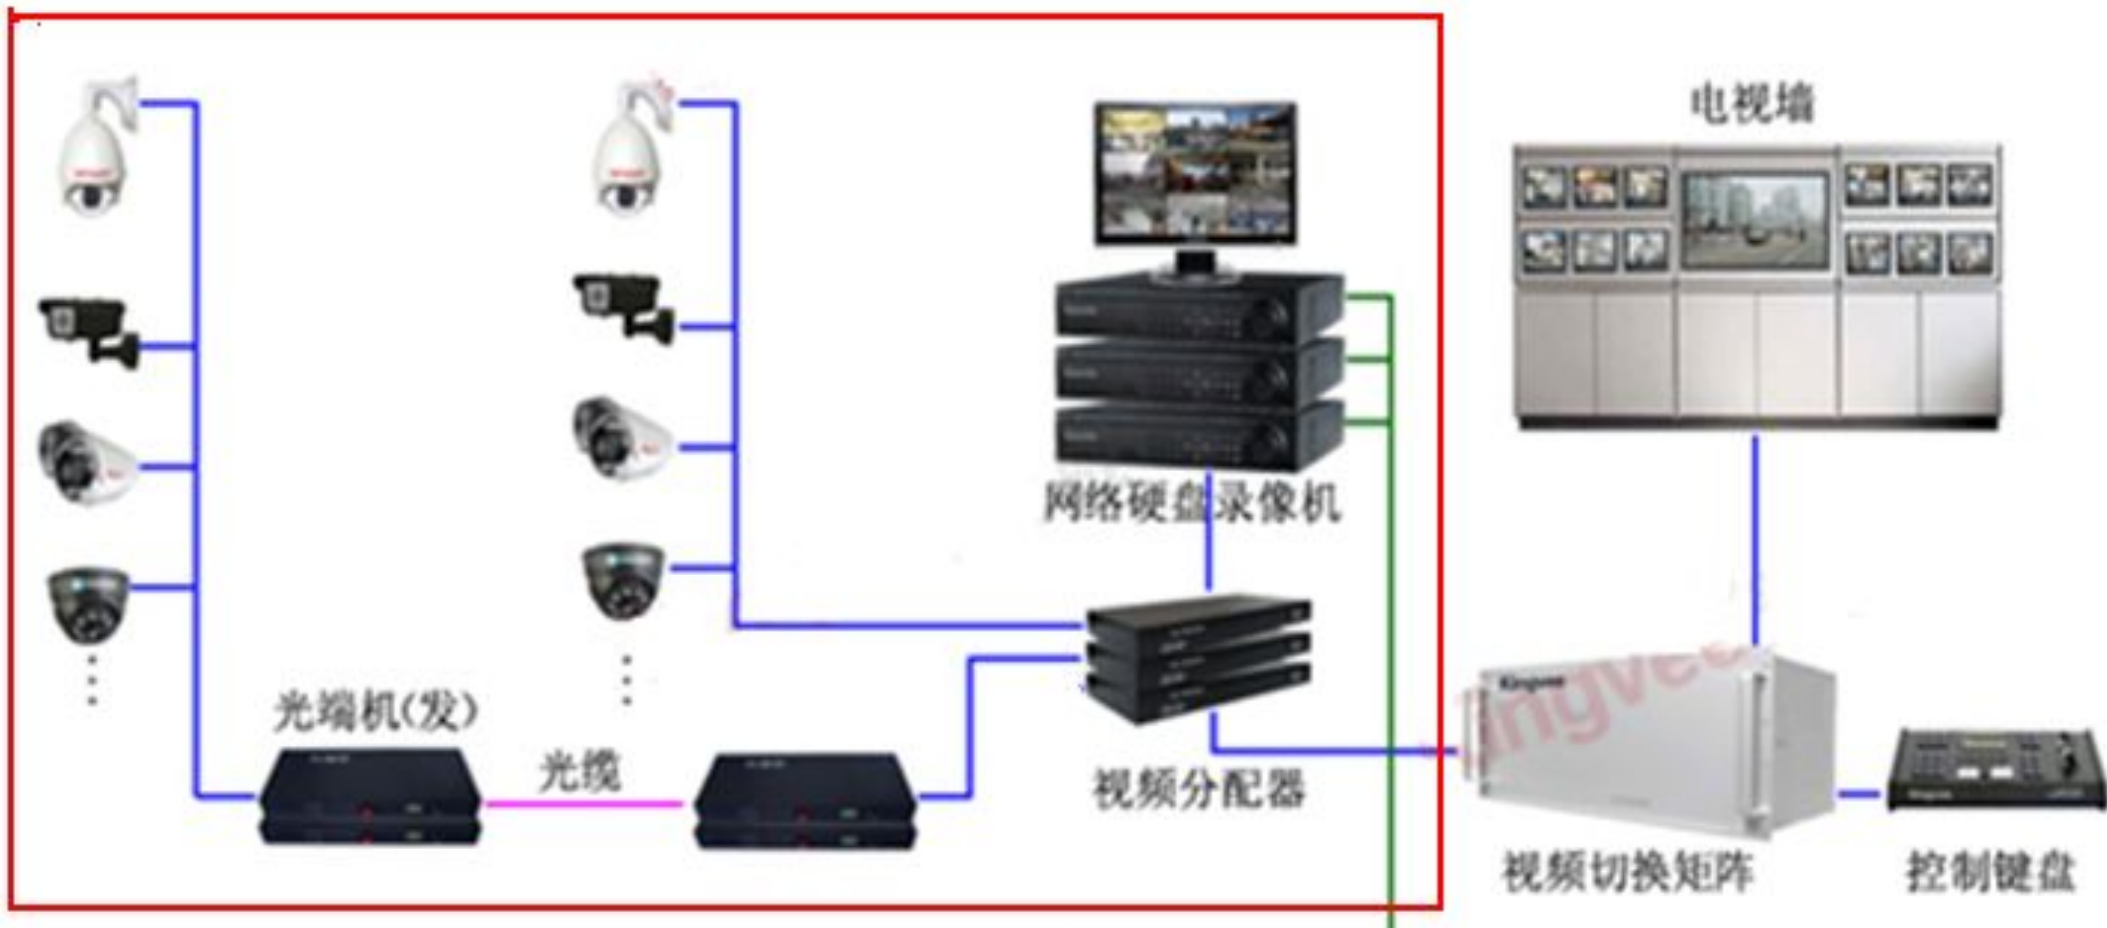 电视墙
网络硬盘录像机
光端机(发)
光缆
视频分配器
Kingvee
视频切换矩阵
控制键盘